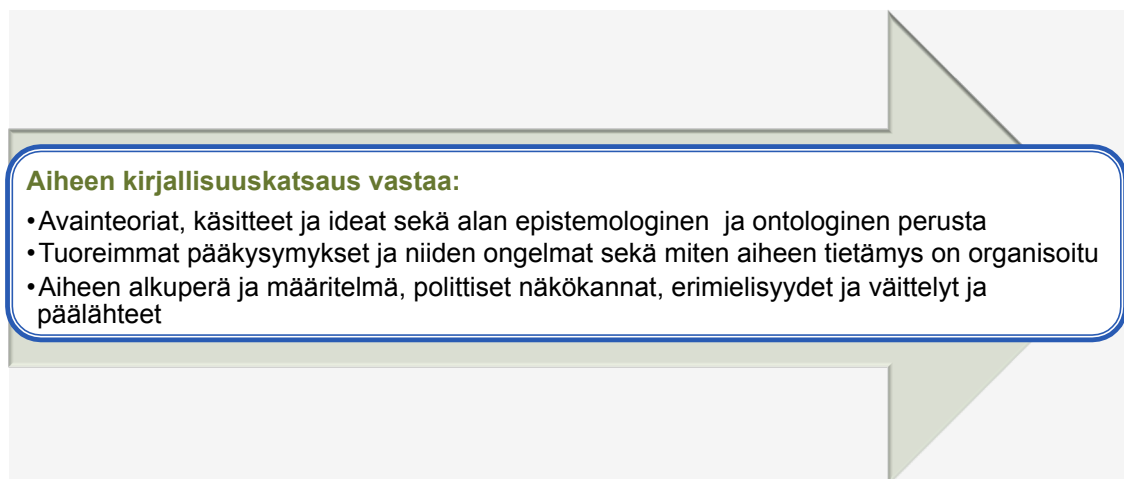 Aiheen kirjallisuuskatsaus vastaa:
•Avainteoriat, käsitteet ja ideat sekä alan epistemologinen  ja ontologinen perusta
•Tuoreimmat pääkysymykset ja niiden ongelmat sekä miten aiheen tietämys on organisoitu
•Aiheen alkuperä ja määritelmä, polittiset näkökannat, erimielisyydet ja väittelyt ja
päälähteet